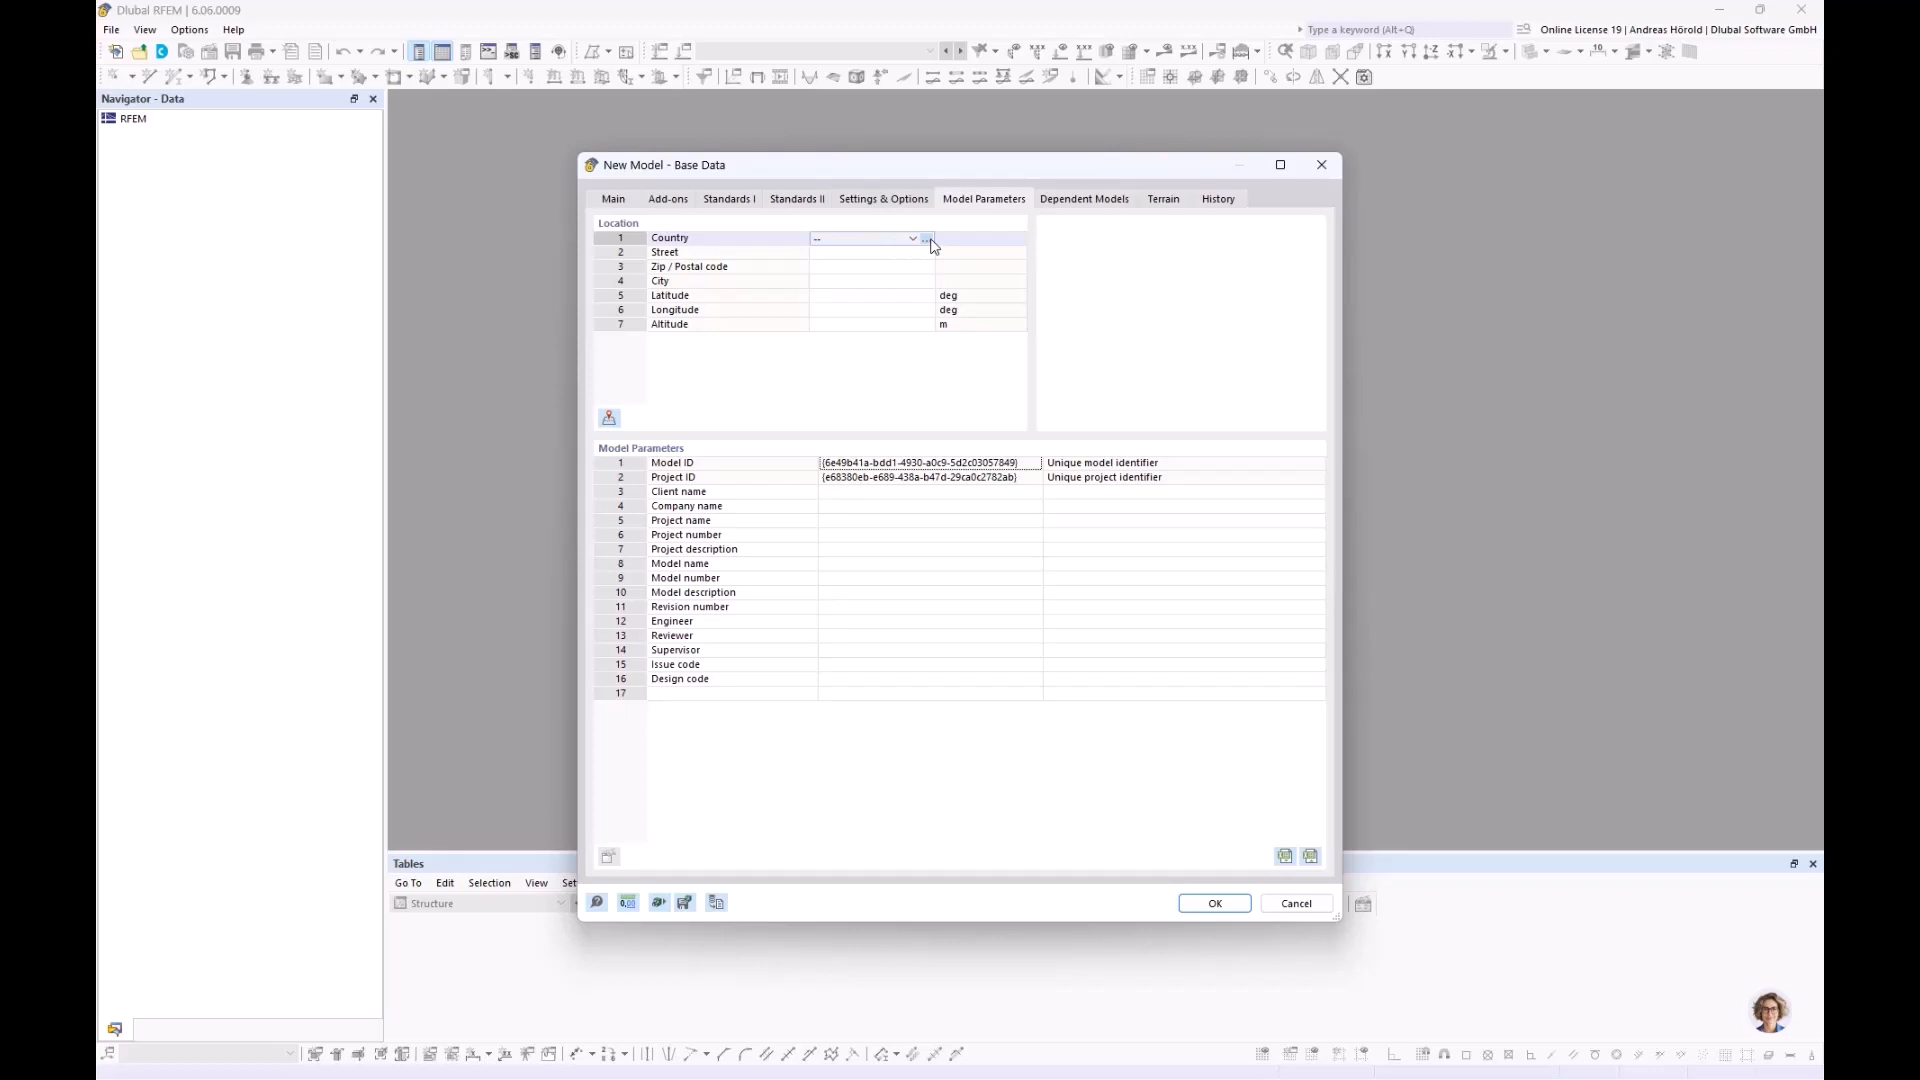 Dlubal RFEM | 6.06.0009
File View Options Help
Type a keyword (Alt+Q)
Online License 19 | Andreas Hörold | Dlubal Software GmbH
Navigator - Data
RFEM
New Model - Base Data
Main Add-ons Standards I Standards II Settings & Options Model Parameters Dependent Models Terrain History
Location
1 Country --
2 Street
3 Zip / Postal code
4 City
5 Latitude deg
6 Longitude deg
7 Altitude m
Model Parameters
1 Model ID {6e49b41a-bdd1-4930-a0c9-5d2c03057849} Unique model identifier
2 Project ID {e68380eb-e689-438a-b47d-29ca0c2782ab} Unique project identifier
3 Client name
4 Company name
5 Project name
6 Project number
7 Project description
8 Model name
9 Model number
10 Model description
11 Revision number
12 Engineer
13 Reviewer
14 Supervisor
15 Issue code
16 Design code
17
OK Cancel
Tables
Go To Edit Selection View Set
Structure